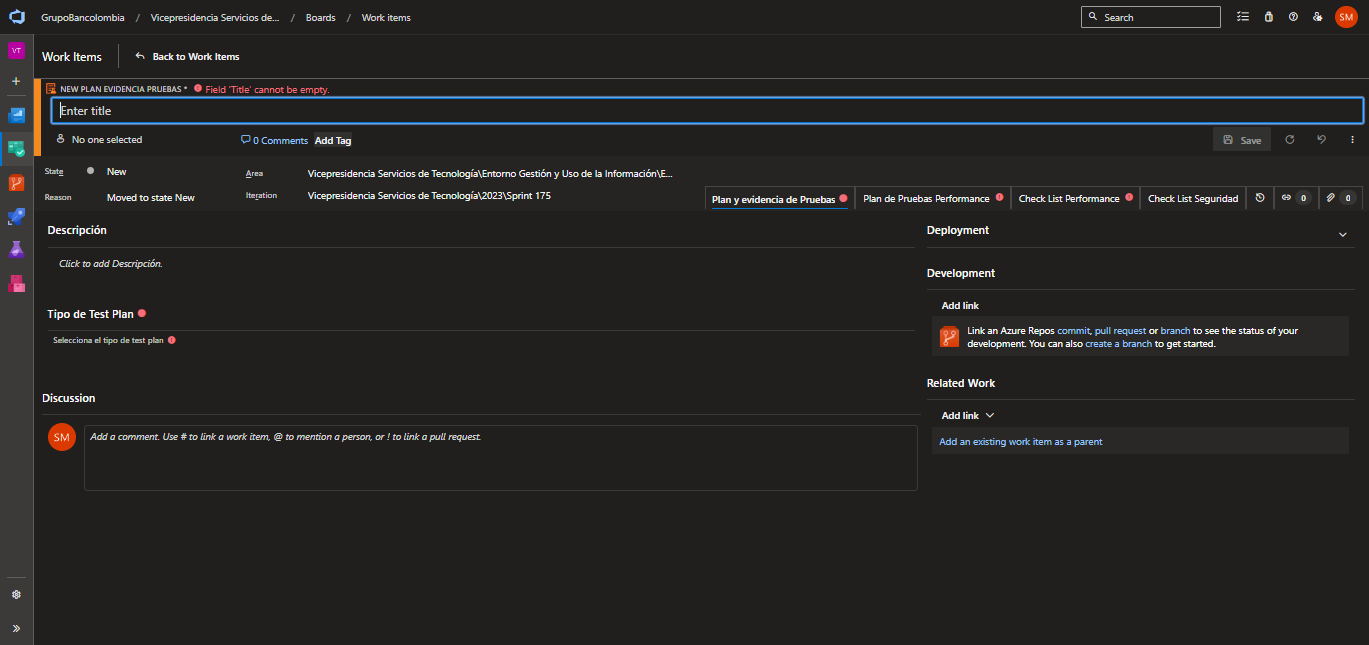 GrupoBancolombia / Vicepresidencia Servicios de... / Boards / Work items
Search
SM
VT
Work Items
Back to Work Items
NEW PLAN EVIDENCIA PRUEBAS * Field 'Title' cannot be empty.
Enter title
No one selected
0 Comments
Add Tag
Save
State
New
Area
Vicepresidencia Servicios de Tecnología\Entorno Gestión y Uso de la Información\E...
Reason
Moved to state New
Iteration
Vicepresidencia Servicios de Tecnología\2023\Sprint 175
Plan y evidencia de Pruebas
Plan de Pruebas Performance
Check List Performance
Check List Seguridad
0
0
Descripción
Click to add Descripción.
Tipo de Test Plan
Selecciona el tipo de test plan
Discussion
SM
Add a comment. Use # to link a work item, @ to mention a person, or ! to link a pull request.
Deployment
Development
Add link
Link an Azure Repos commit, pull request or branch to see the status of your
development. You can also create a branch to get started.
Related Work
Add link
Add an existing work item as a parent